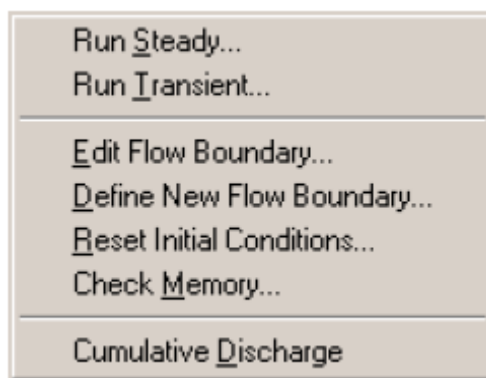 Run Steady...
Run Transient...
Edit Flow Boundary...
Define New Flow Boundary...
Reset Initial Conditions...
Check Memory...
Cumulative Discharge